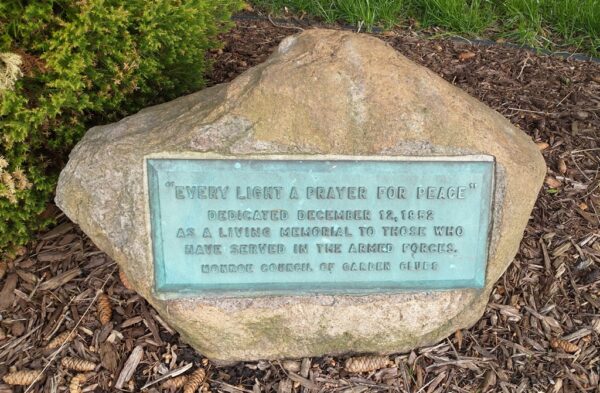 "EVERY LIGHT A PRAYER FOR PEACE"
DEDICATED DECEMBER 12, 1952
AS A LIVING MEMORIAL TO THOSE WHO
HAVE SERVED IN THE ARMED FORCES.
MONROE COUNCIL OF GARDEN CLUBS